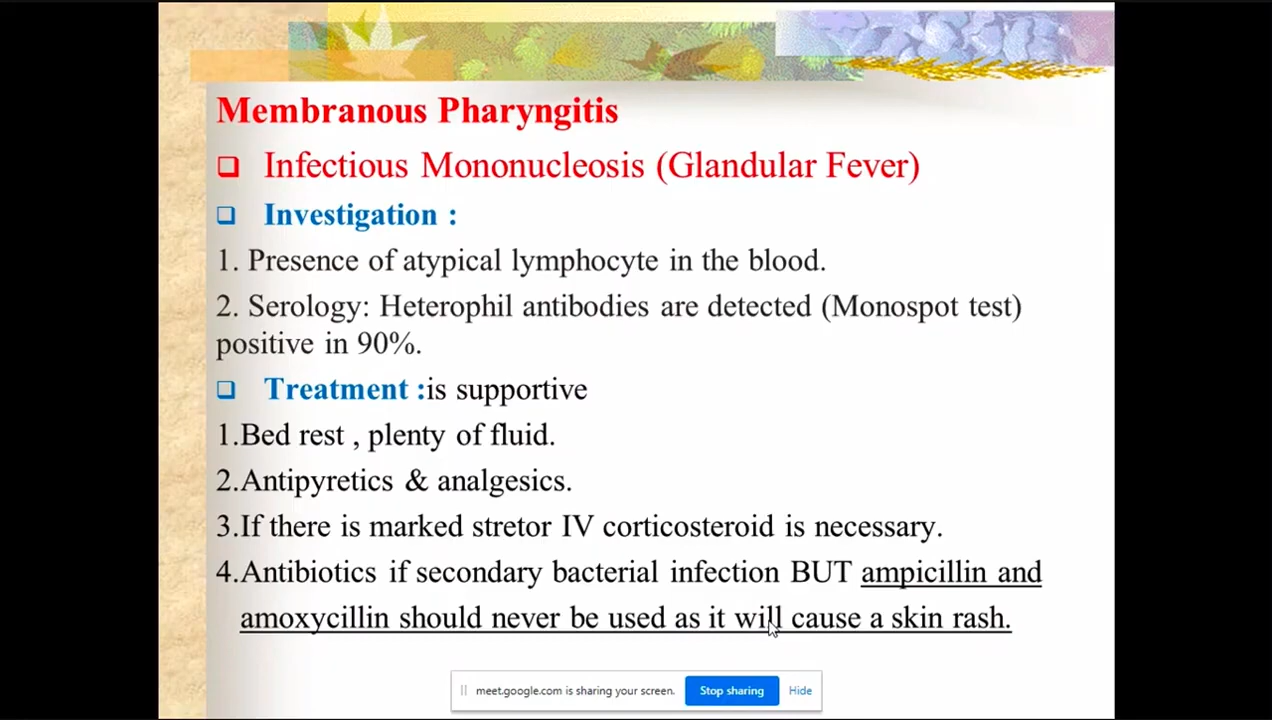 Membranous Pharyngitis
Infectious Mononucleosis (Glandular Fever)
Investigation :
1. Presence of atypical lymphocyte in the blood.
2. Serology: Heterophil antibodies are detected (Monospot test)
positive in 90%.
Treatment :is supportive
1.Bed rest , plenty of fluid.
2.Antipyretics & analgesics.
3.If there is marked stretor IV corticosteroid is necessary.
4.Antibiotics if secondary bacterial infection BUT ampicillin and
amoxycillin should never be used as it will cause a skin rash.
meet.google.com is sharing your screen. Stop sharing Hide